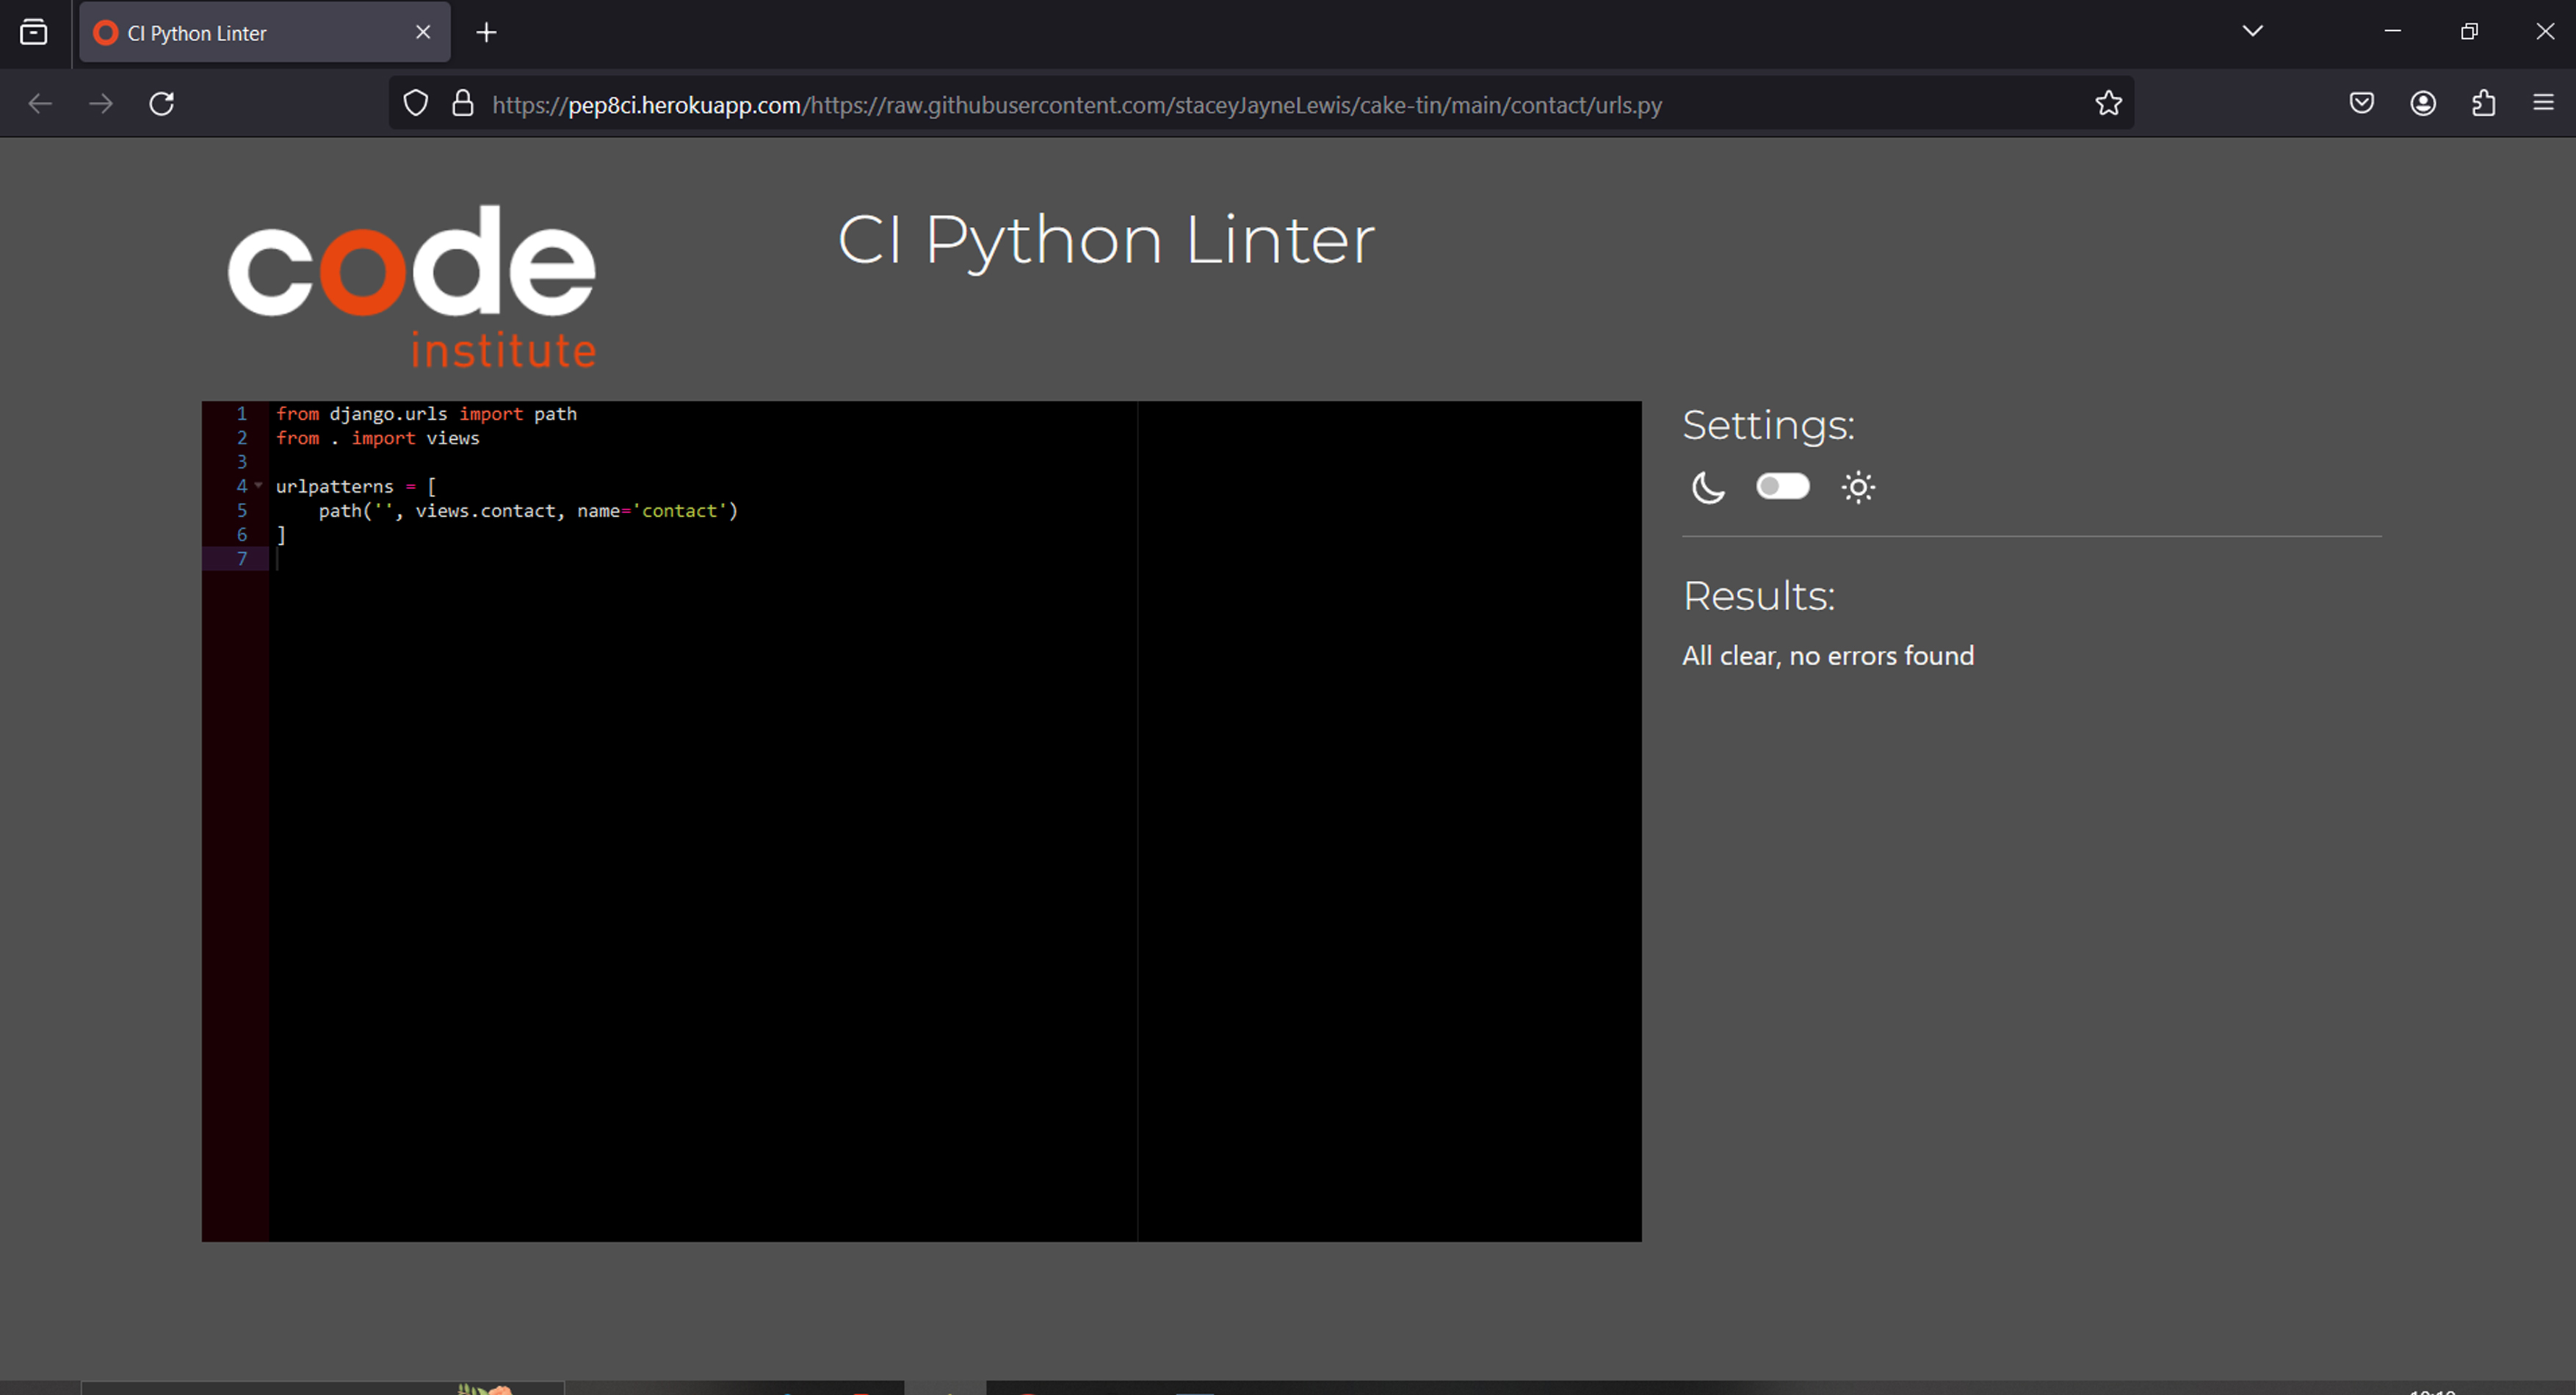 CI Python Linter
https://pep8ci.herokuapp.com/https://raw.githubusercontent.com/staceyJayneLewis/cake-tin/main/contact/urls.py
code
institute
CI Python Linter
1 from django.urls import path
2 from . import views
3
4 urlpatterns = [
5     path('', views.contact, name='contact')
6 ]
7
Settings:
Results:
All clear, no errors found